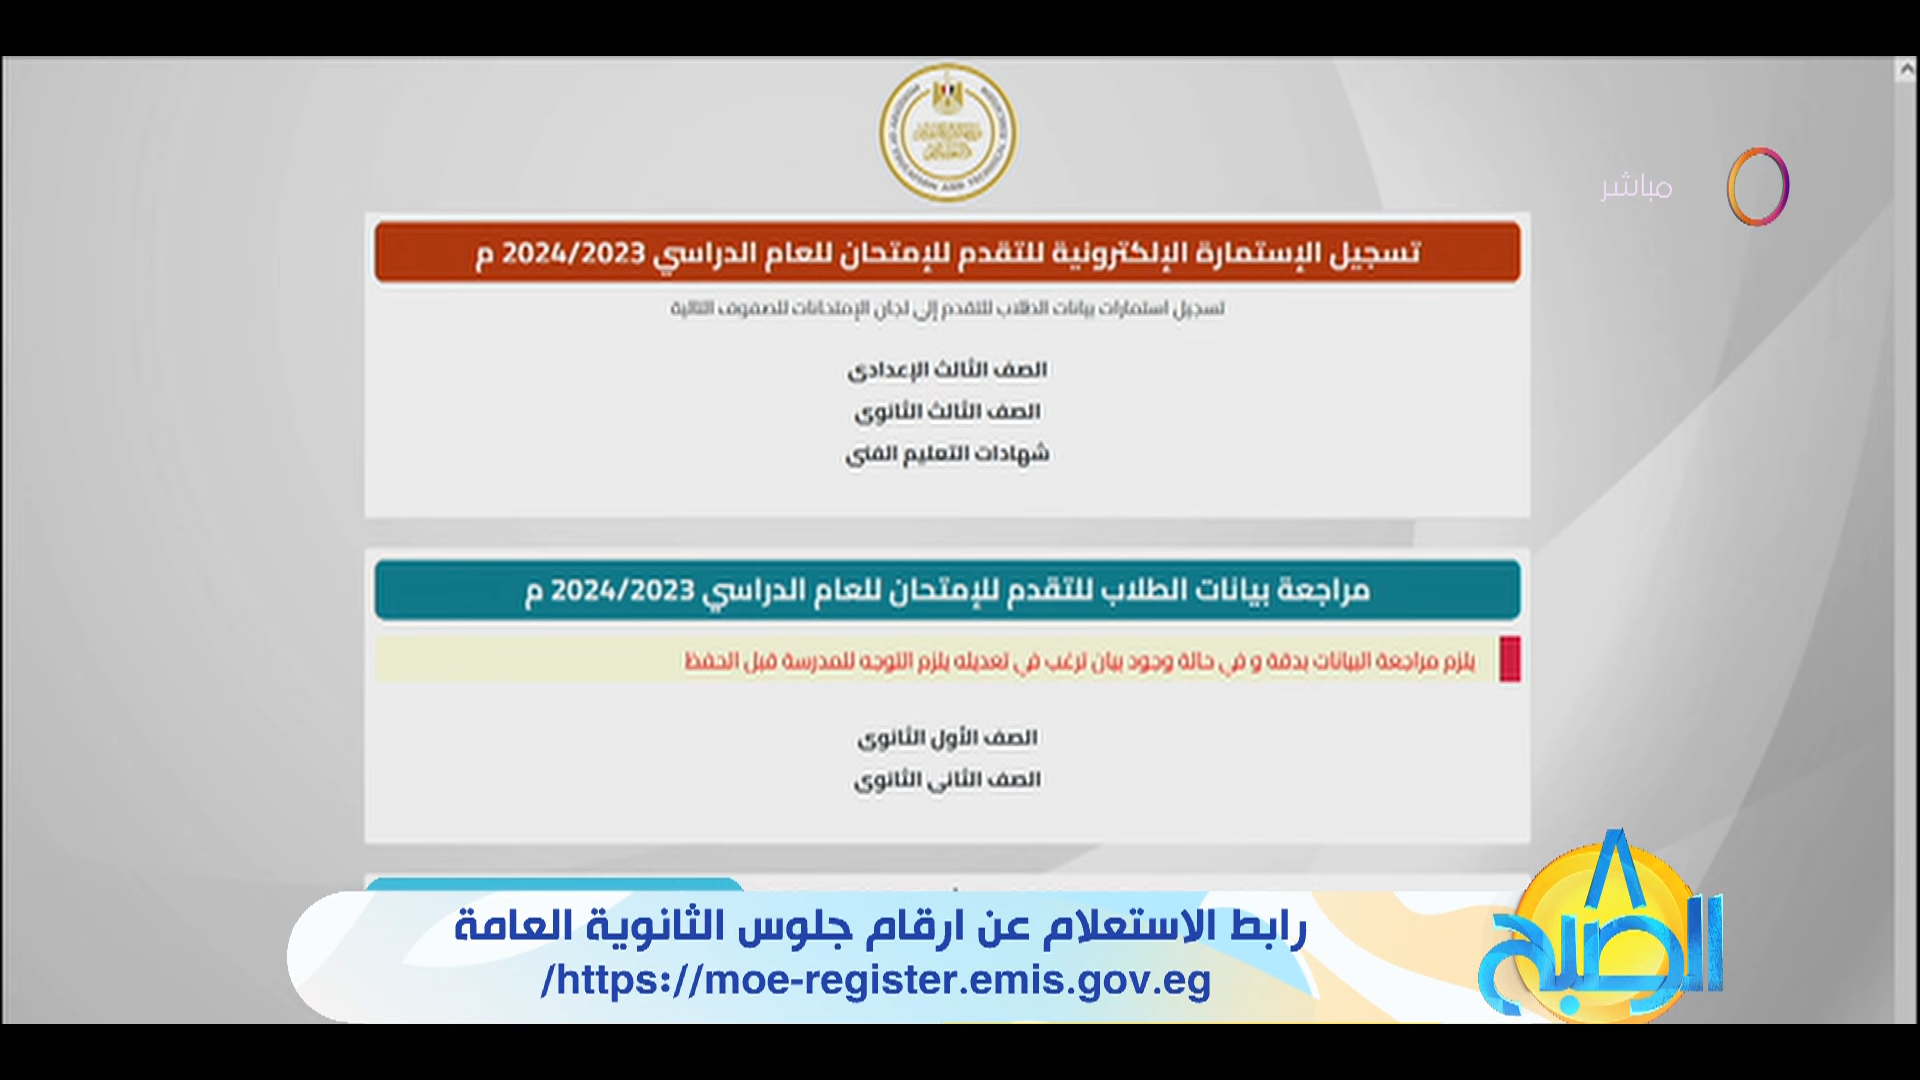 مباشر
تسجيل الإستمارة الإلكترونية للتقدم للإمتحان للعام الدراسي 2024/2023 م
تسجيل استمارات بيانات الطلاب للتقدم إلى لجان الإمتحانات للصفوف التالية
الصف الثالث الإعدادى
الصف الثالث الثانوى
شهادات التعليم الفنى
مراجعة بيانات الطلاب للتقدم للإمتحان للعام الدراسي 2024/2023 م
يلزم مراجعة البيانات بدقة و في حالة وجود بيان ترغب في تعديله يلزم التوجه للمدرسة قبل الحفظ
الصف الأول الثانوى
الصف الثانى الثانوى
رابط الاستعلام عن ارقام جلوس الثانوية العامة
/https://moe-register.emis.gov.eg
٨ الصبح